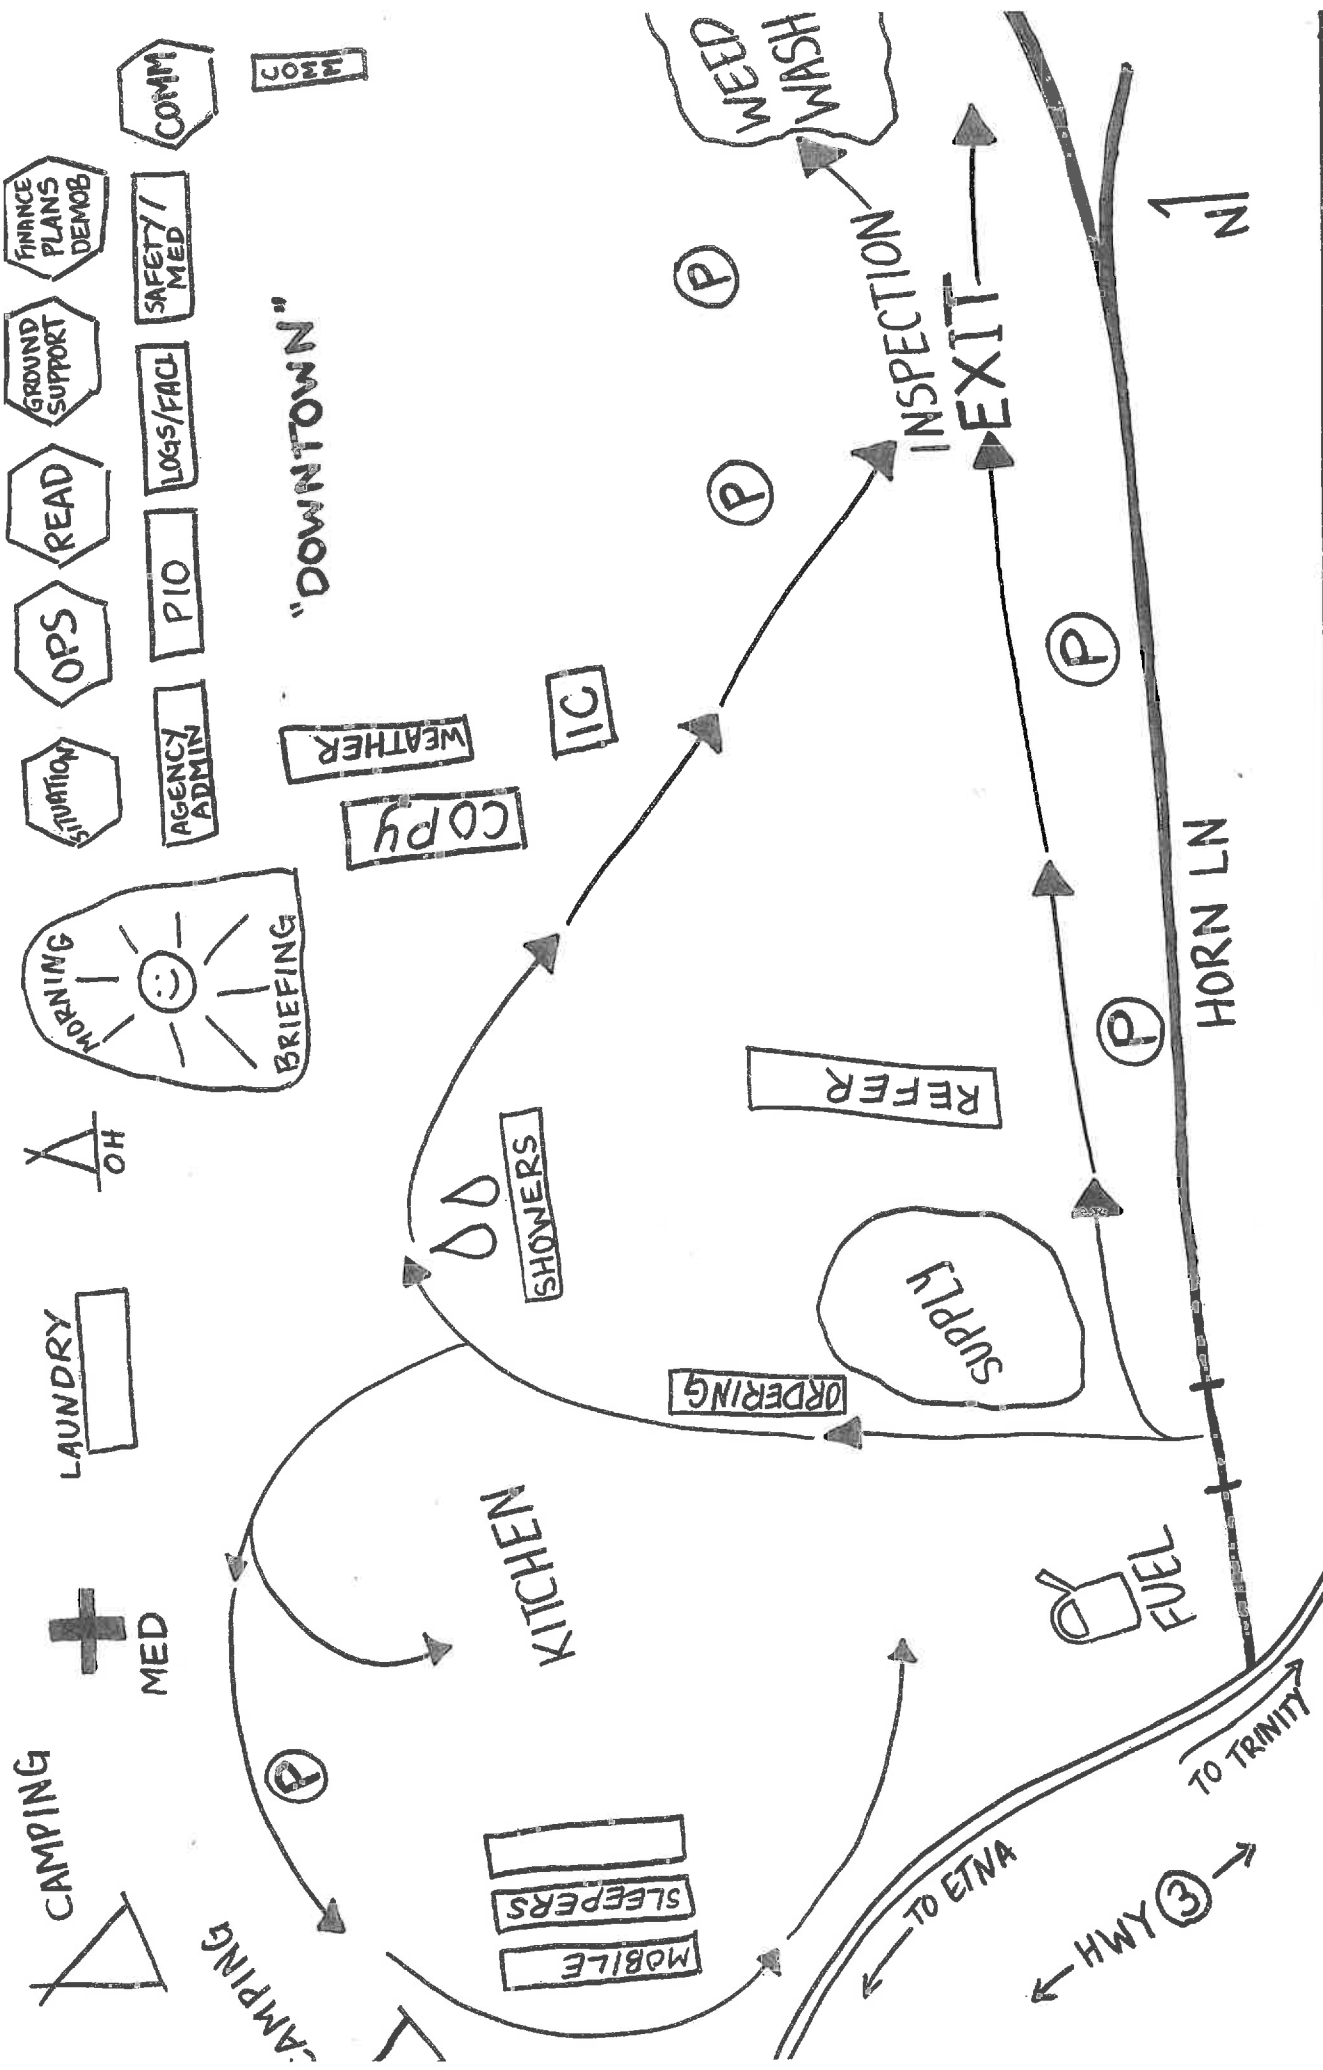 FINANCE
PLANS
DEMOB
COMM
COMM
GROUND
SUPPORT
SAFETY/
MED
READ
LOGS/FACL
OPS
PIO
SITUATION
AGENCY
ADMIN
"DOWNTOWN"
WEATHER
COPY
IC
MORNING
BRIEFING
OH
LAUNDRY
MED
CAMPING
CAMPING
SHOWERS
REFER
SUPPLY
ORDERING
KITCHEN
MOBILE
SLEEPERS
FUEL
P
P
P
P
P
WEED
WASH
INSPECTION
EXIT
N
HORN LN
TO ETNA
TO TRINITY
HWY 3